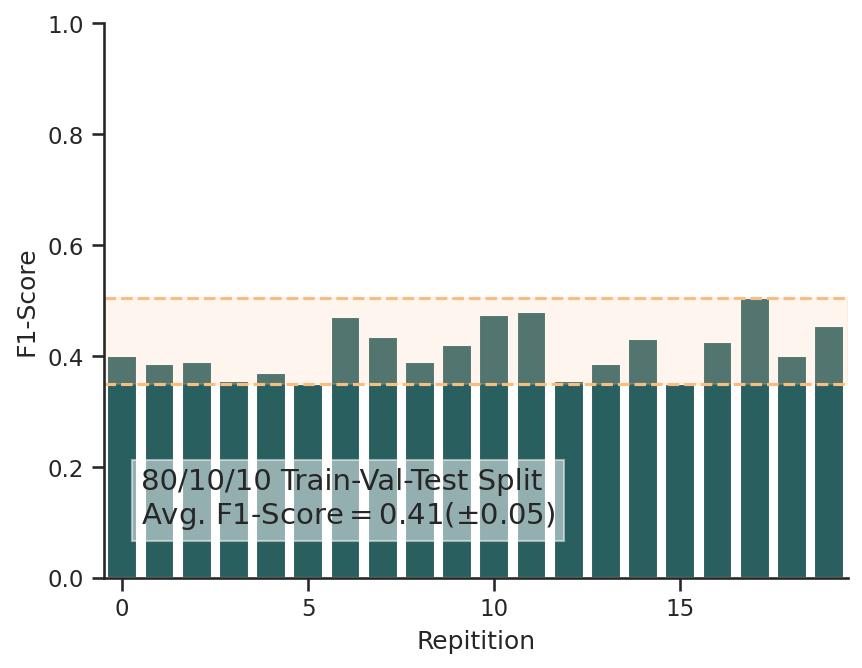 1.0
0.8
0.6
0.4
0.2
0.0
F1-Score
80/10/10 Train-Val-Test Split
Avg. F1-Score = 0.41(±0.05)
0 5 10 15
Repitition